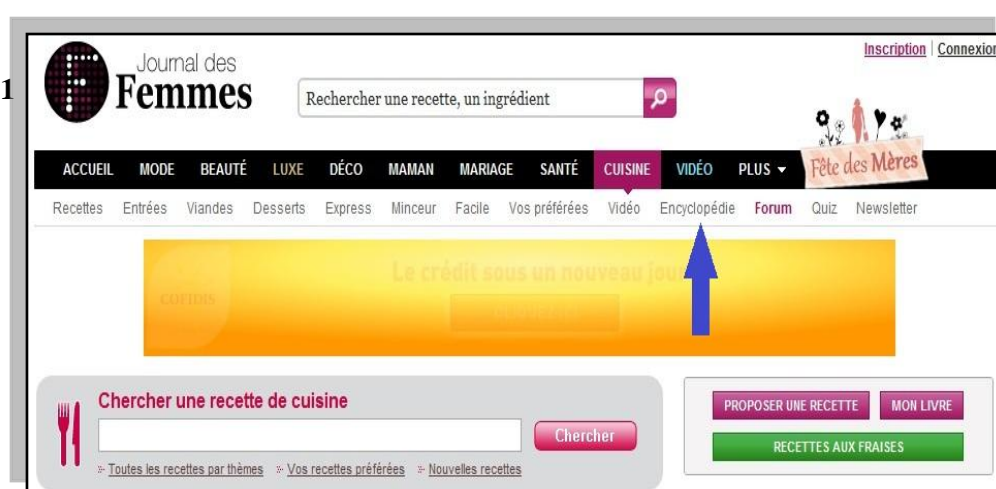 Inscription | Connexion
Journal des
Femmes
1
Rechercher une recette, un ingrédient
Fête des Mères
ACCUEIL MODE BEAUTÉ LUXE DÉCO MAMAN MARIAGE SANTÉ CUISINE VIDÉO PLUS
Recettes Entrées Viandes Desserts Express Minceur Facile Vos préférées Vidéo Encyclopédie Forum Quiz Newsletter
Le crédit sous un nouveau jour
COFIDIS
Chercher une recette de cuisine
Chercher
Toutes les recettes par thèmes Vos recettes préférées Nouvelles recettes
PROPOSER UNE RECETTE MON LIVRE
RECETTES AUX FRAISES